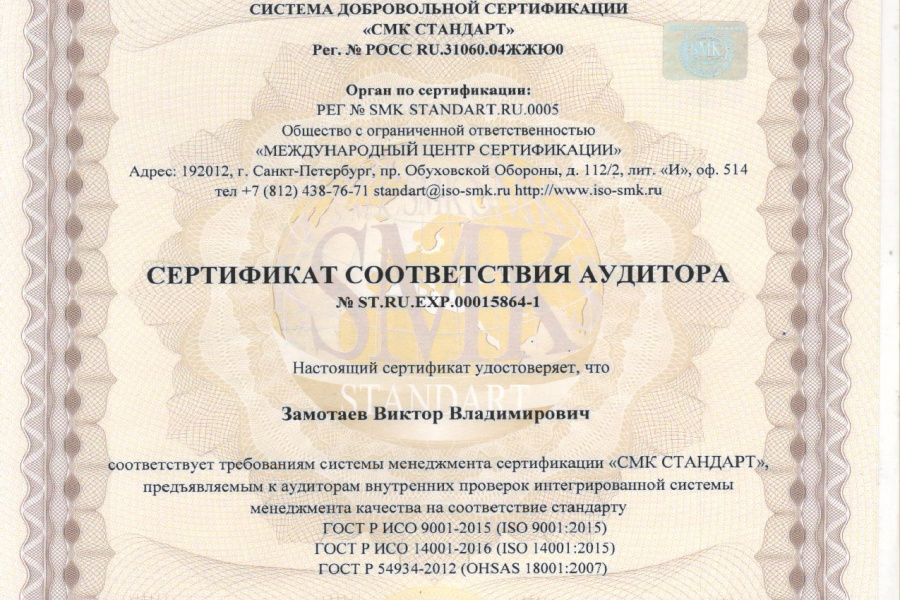 СИСТЕМА ДОБРОВОЛЬНОЙ СЕРТИФИКАЦИИ
«СМК СТАНДАРТ»
Рег. № РОСС RU.31060.04ЖЖЮ0
SMK
Орган по сертификации:
РЕГ № SMK STANDART.RU.0005
Общество с ограниченной ответственностью
«МЕЖДУНАРОДНЫЙ ЦЕНТР СЕРТИФИКАЦИИ»
Адрес: 192012, г. Санкт-Петербург, пр. Обуховской Обороны, д. 112/2, лит. «И», оф. 514
тел +7 (812) 438-76-71 standart@iso-smk.ru http://www.iso-smk.ru
СЕРТИФИКАТ СООТВЕТСТВИЯ АУДИТОРА
№ ST.RU.EXP.00015864-1
SMK
Настоящий сертификат удостоверяет, что
STANDART
Замотаев Виктор Владимирович
соответствует требованиям системы менеджмента сертификации «СМК СТАНДАРТ»,
предъявляемым к аудиторам внутренних проверок интегрированной системы
менеджмента качества на соответствие стандарту
ГОСТ Р ИСО 9001-2015 (ISO 9001:2015)
ГОСТ Р ИСО 14001-2016 (ISO 14001:2015)
ГОСТ Р 54934-2012 (OHSAS 18001:2007)